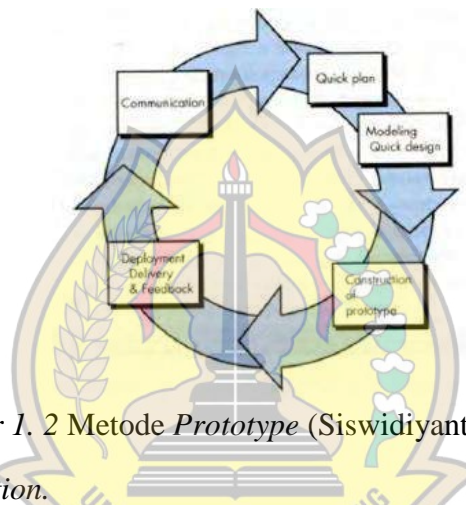 Communication
Quick plan
Modeling
Quick design
Construction
of
prototype
Deployment
Delivery
& Feedback
r 1. 2 Metode Prototype (Siswidiyant
tion.